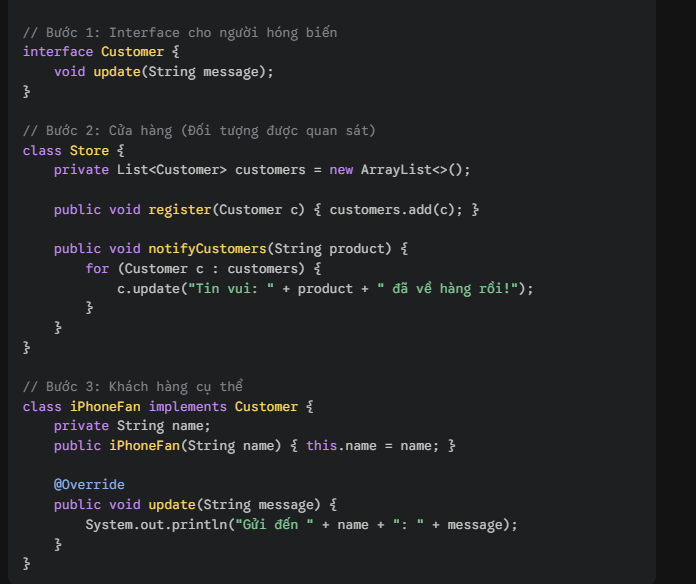 // Bước 1: Interface cho người hóng biến
interface Customer {
    void update(String message);
}
// Bước 2: Cửa hàng (Đối tượng được quan sát)
class Store {
    private List<Customer> customers = new ArrayList<>();
    public void register(Customer c) { customers.add(c); }
    public void notifyCustomers(String product) {
        for (Customer c : customers) {
            c.update("Tin vui: " + product + " đã về hàng rồi!");
        }
    }
}
// Bước 3: Khách hàng cụ thể
class iPhoneFan implements Customer {
    private String name;
    public iPhoneFan(String name) { this.name = name; }
    @Override
    public void update(String message) {
        System.out.println("Gửi đến " + name + ": " + message);
    }
}